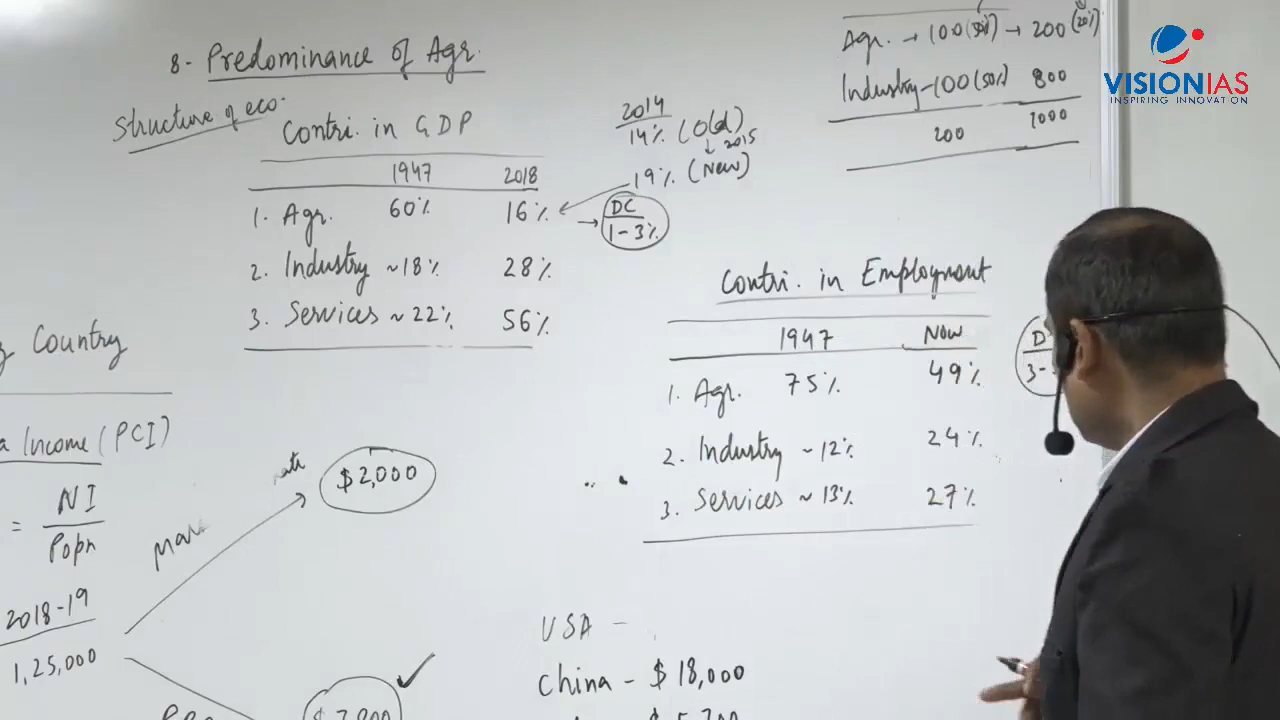 8- Predominance of Agr.
Structure of eco.
Contri. in GDP
1947 2018
1. Agr. 60% 16%
2. Industry ~18% 28%
3. Services ~22% 56%
2014
14% (Old)
↓ 2015
19% (New)
→ DC
1-3%
Agr. → 100 → 200 (20%)
Industry - 100 (50%) 800
200 1000
VISIONIAS
INSPIRING INNOVATION
Contri. in Employment
1947 Now
1. Agr. 75% 49%
2. Industry ~12% 24%
3. Services ~13% 27%
D
3-
Country
Income (PCI)
= NI
Popn
2018-19
1,25,000
rate
$2,000
USA -
China - $18,000